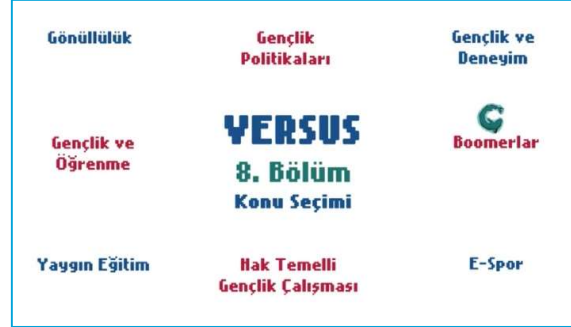 Gönüllülük
Gençlik
Politikaları
Gençlik ve
Deneyim
Gençlik ve
Öğrenme
VERSUS
8. Bölüm
Konu Seçimi
Ç
Boomerlar
Yaygın Eğitim
Hak Temelli
Gençlik Çalışması
E-Spor